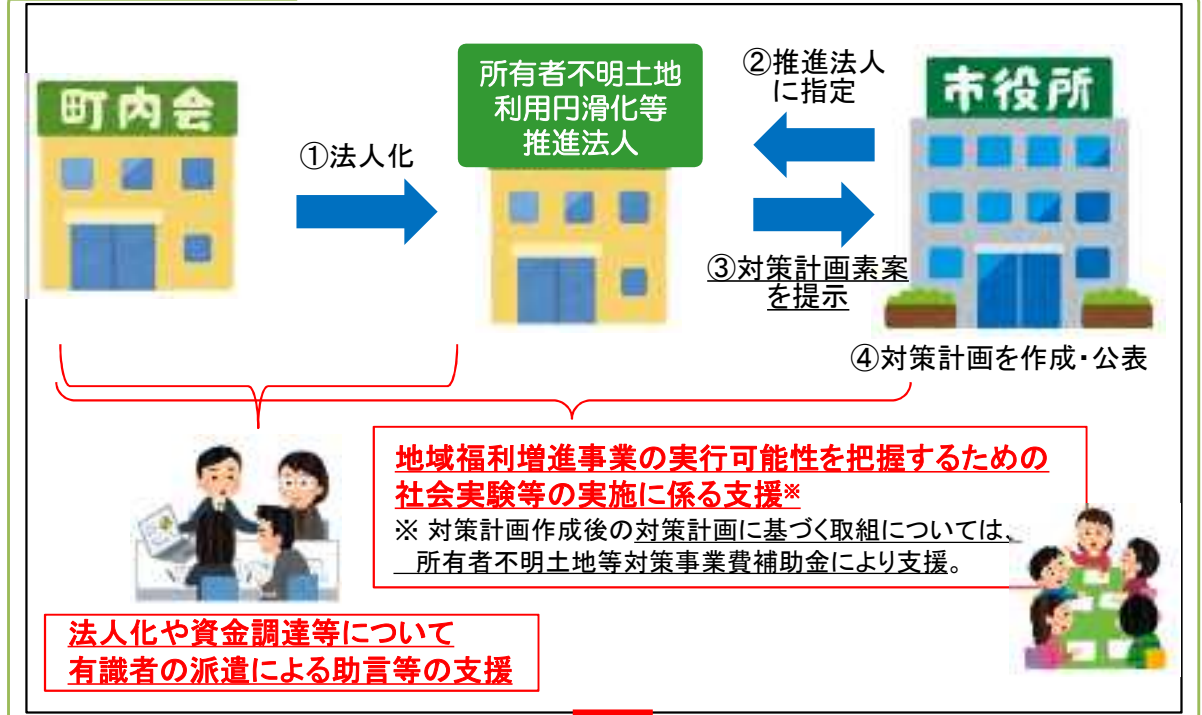 町内会
①法人化
所有者不明土地
利用円滑化等
推進法人
②推進法人
に指定
市役所
③対策計画素案
を提示
④対策計画を作成・公表
地域福利増進事業の実行可能性を把握するための
社会実験等の実施に係る支援※
※ 対策計画作成後の対策計画に基づく取組については、
所有者不明土地等対策事業費補助金により支援。
法人化や資金調達等について
有識者の派遣による助言等の支援